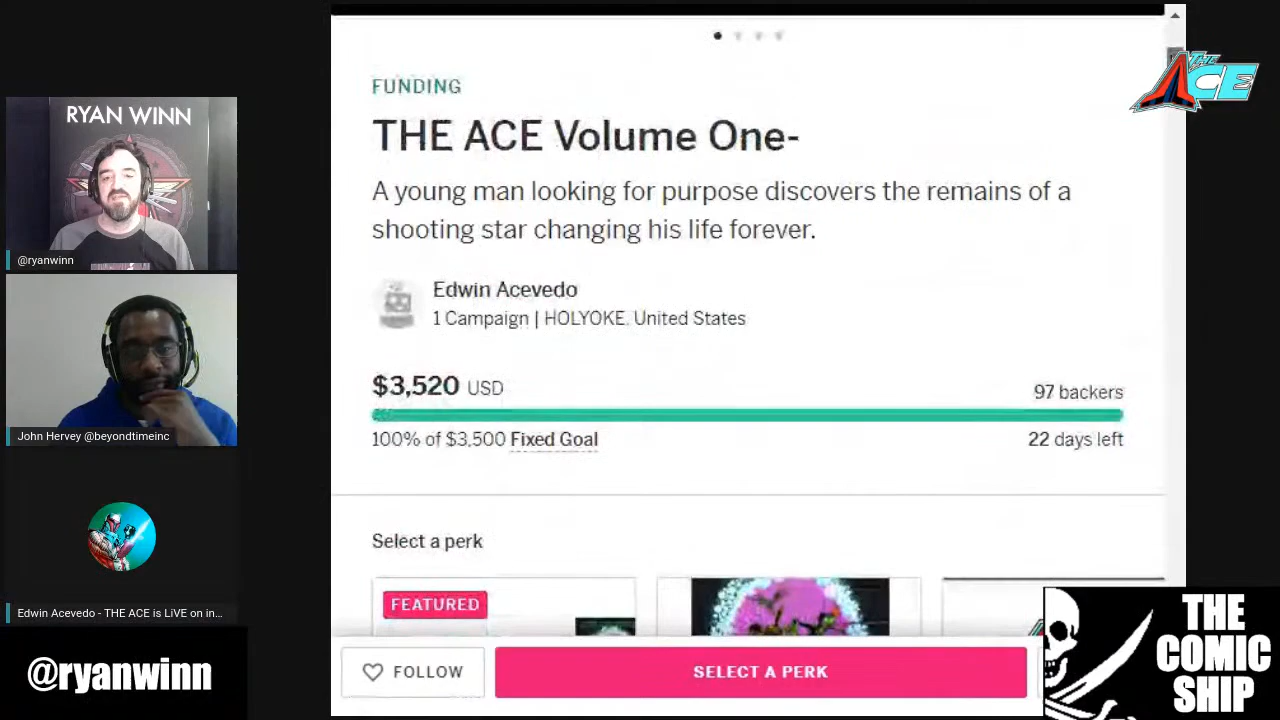 RYAN WINN
@ryanwinn
John Hervey @beyondtimeinc
Edwin Acevedo - THE ACE is LiVE on in...
@ryanwinn
FUNDING
THE ACE Volume One-
A young man looking for purpose discovers the remains of a
shooting star changing his life forever.
Edwin Acevedo
1 Campaign | HOLYOKE, United States
$3,520 USD
97 backers
100% of $3,500 Fixed Goal
22 days left
Select a perk
FEATURED
FOLLOW
SELECT A PERK
THE
ACE
THE
COMIC
SHIP